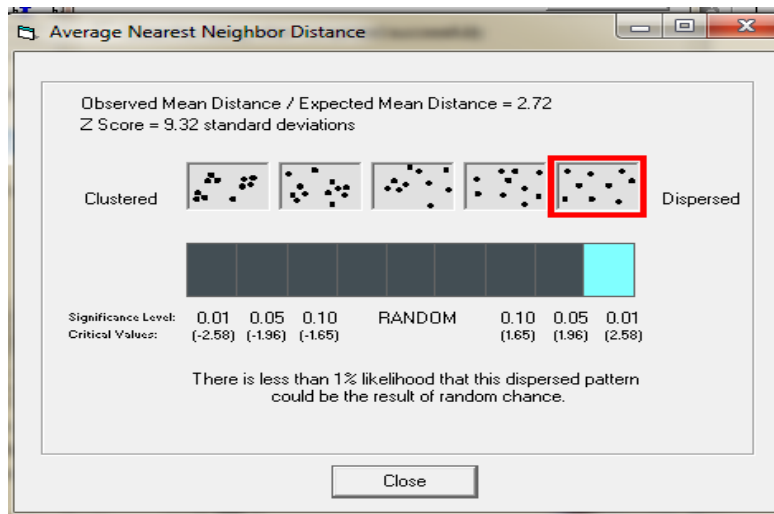 Average Nearest Neighbor Distance
Observed Mean Distance / Expected Mean Distance = 2.72
Z Score = 9.32 standard deviations
Clustered
Dispersed
Significance Level: 0.01 0.05 0.10 RANDOM 0.10 0.05 0.01
Critical Values: (-2.58) (-1.96) (-1.65) (1.65) (1.96) (2.58)
There is less than 1% likelihood that this dispersed pattern
could be the result of random chance.
Close